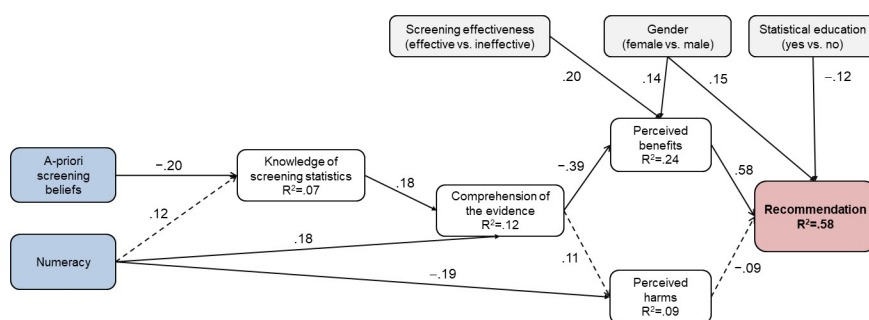 Screening effectiveness
(effective vs. ineffective)
Gender
(female vs. male)
Statistical education
(yes vs. no)
.20
.14
.15
−.12
A-priori
screening
beliefs
−.20
Knowledge of
screening statistics
R²=.07
.18
Comprehension of
the evidence
R²=.12
−.39
Perceived
benefits
R²=.24
.58
Recommendation
R²=.58
.12
Numeracy
.18
−.19
.11
Perceived
harms
R²=.09
−.09